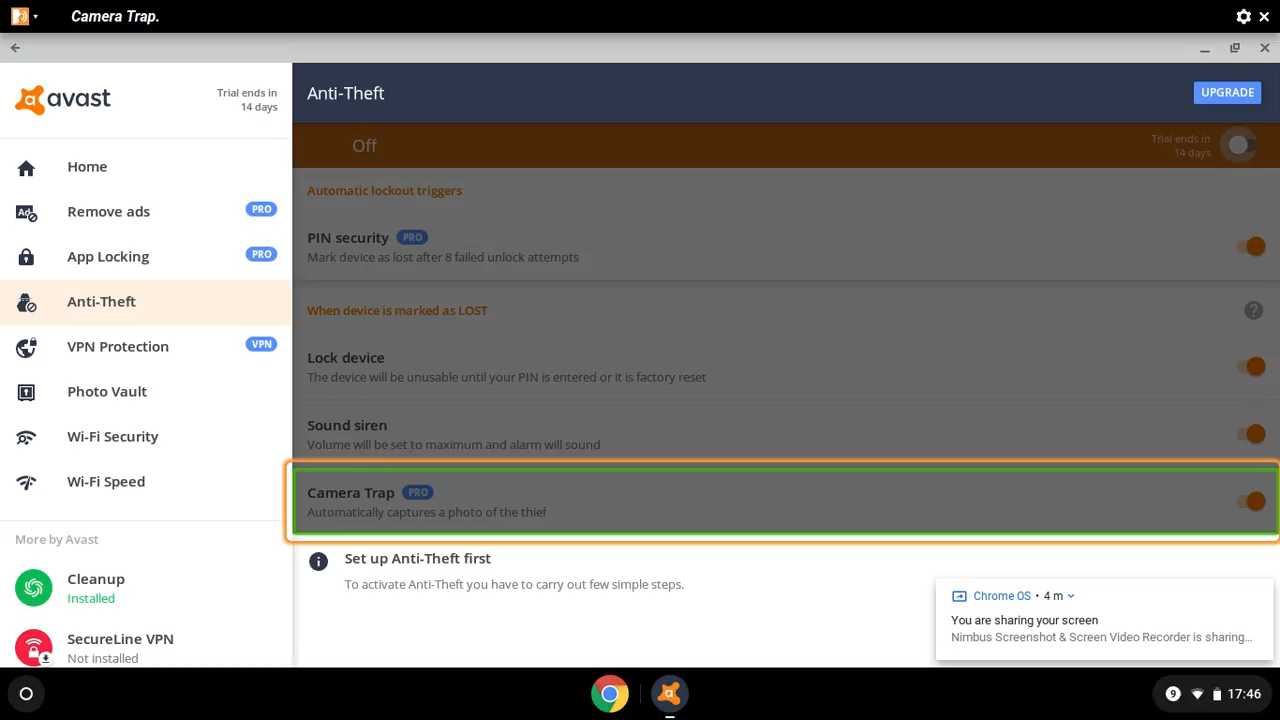 Camera Trap.
avast
Trial ends in
14 days
Home
Remove ads
PRO
App Locking
PRO
Anti-Theft
VPN Protection
VPN
Photo Vault
Wi-Fi Security
Wi-Fi Speed
More by Avast
Cleanup
Installed
SecureLine VPN
Not installed
Anti-Theft
UPGRADE
Off
Trial ends in
14 days
Automatic lockout triggers
PIN security PRO
Mark device as lost after 8 failed unlock attempts
When device is marked as LOST
?
Lock device
The device will be unusable until your PIN is entered or it is factory reset
Sound siren
Volume will be set to maximum and alarm will sound
Camera Trap PRO
Automatically captures a photo of the thief
Set up Anti-Theft first
To activate Anti-Theft you have to carry out few simple steps.
Chrome OS • 4 m
You are sharing your screen
Nimbus Screenshot & Screen Video Recorder is sharing...
9 17:46